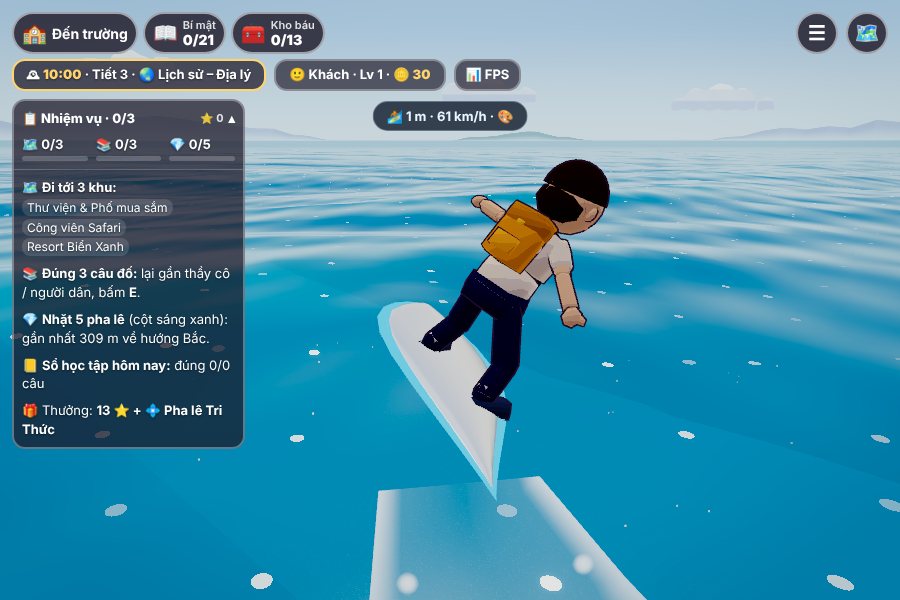 🏫 Đến trường
📖 Bí mật
0/21
🧰 Kho báu
0/13
☰
🗺️
🕰 10:00 · Tiết 3 · 🌏 Lịch sử – Địa lý
🙂 Khách · Lv 1 · 🪙 30
📊 FPS
🏄 1 m · 61 km/h · 🎨
📋 Nhiệm vụ · 0/3 ⭐ 0 ▲
🗺️ 0/3 📚 0/3 💎 0/5
🗺️ Đi tới 3 khu:
Thư viện & Phố mua sắm
Công viên Safari
Resort Biển Xanh
📚 Đúng 3 câu đố: lại gần thầy cô
/ người dân, bấm E.
💎 Nhặt 5 pha lê (cột sáng xanh):
gần nhất 309 m về hướng Bắc.
📒 Sổ học tập hôm nay: đúng 0/0
câu
🎁 Thưởng: 13 ⭐ + 💠 Pha lê Tri
Thức